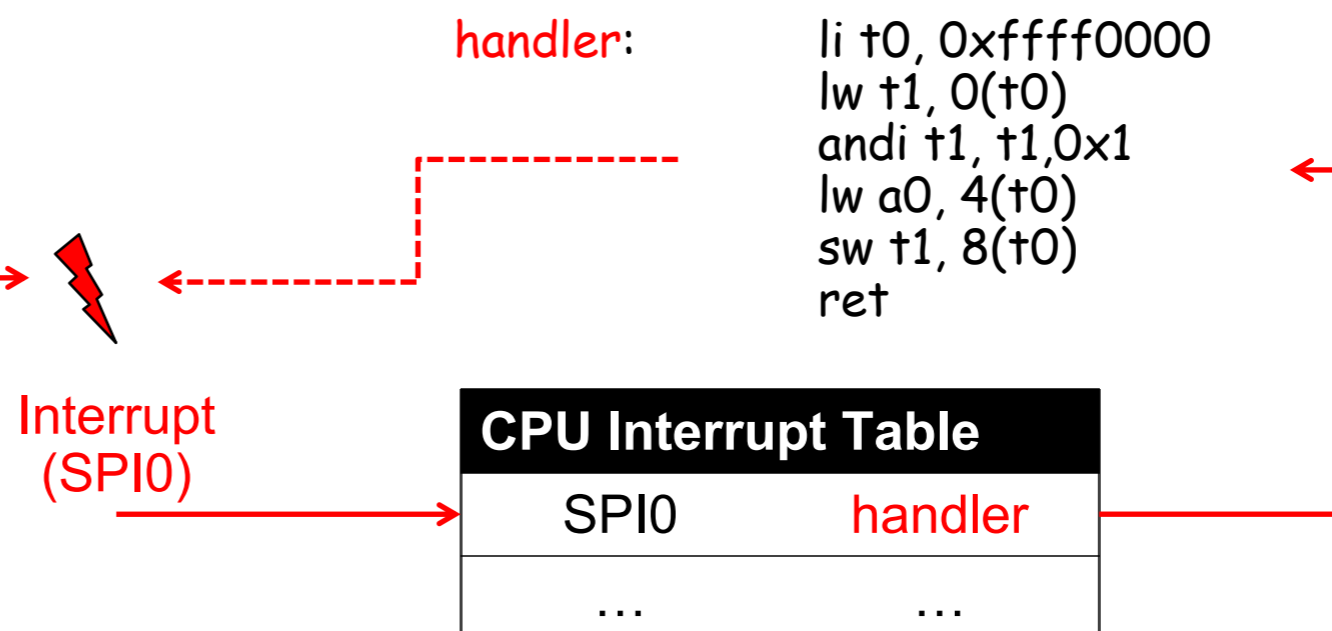 handler: li t0, 0xffff0000
lw t1, 0(t0)
andi t1, t1,0x1
lw a0, 4(t0)
sw t1, 8(t0)
ret
Interrupt
(SPI0)
CPU Interrupt Table
SPI0 handler
... ...